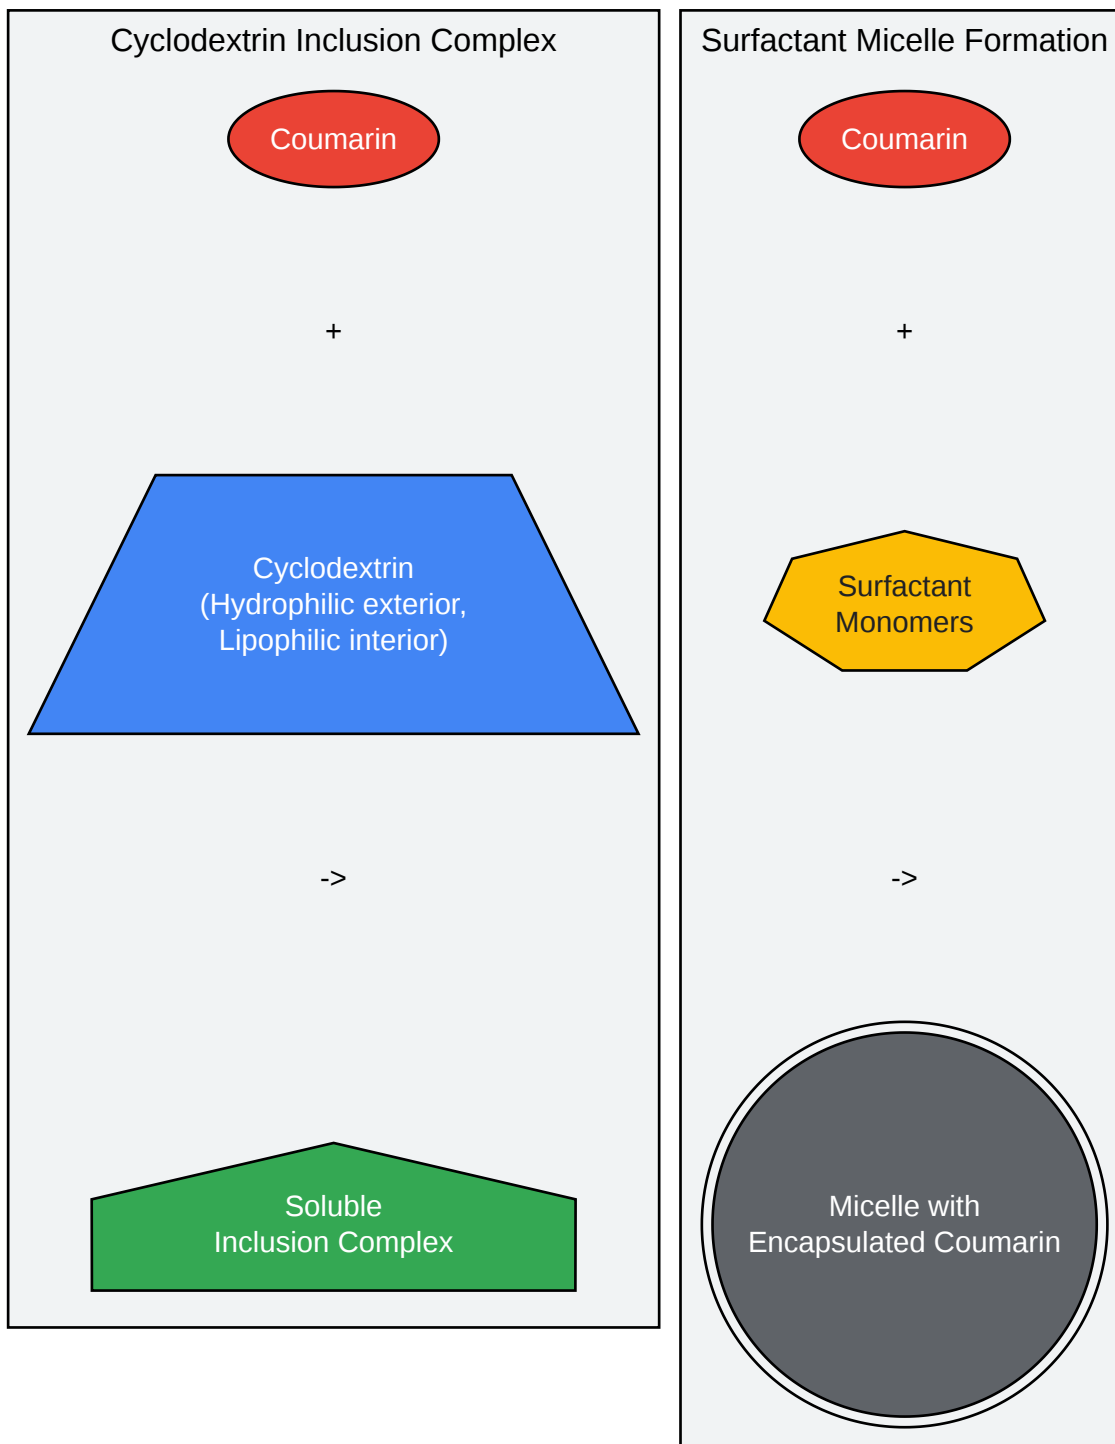 Cyclodextrin Inclusion Complex
Coumarin
+
Cyclodextrin
(Hydrophilic exterior,
Lipophilic interior)
->
Soluble
Inclusion Complex
Surfactant Micelle Formation
Coumarin
+
Surfactant
Monomers
->
Micelle with
Encapsulated Coumarin